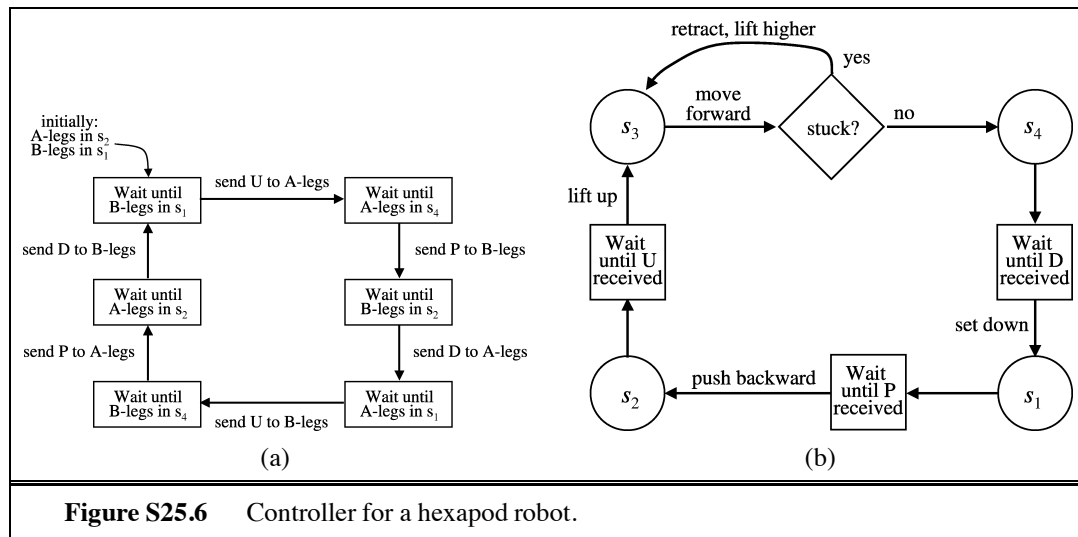 initially:
A-legs in s2
B-legs in s1
Wait until
B-legs in s1
send U to A-legs
Wait until
A-legs in s4
send D to B-legs
send P to B-legs
Wait until
A-legs in s2
Wait until
B-legs in s2
send P to A-legs
send D to A-legs
Wait until
B-legs in s4
send U to B-legs
Wait until
A-legs in s1
(a)
retract, lift higher
yes
s3
move
forward
stuck?
no
s4
lift up
Wait
until U
received
Wait
until D
received
set down
s2
push backward
Wait
until P
received
s1
(b)
Figure S25.6 Controller for a hexapod robot.